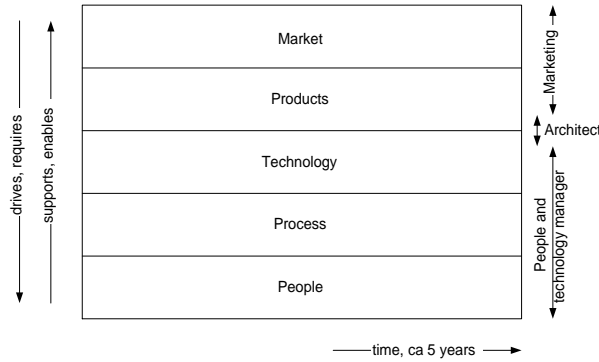 drives, requires
supports, enables
Market
Products
Technology
Process
People
Marketing
Architect
People and
technology manager
time, ca 5 years